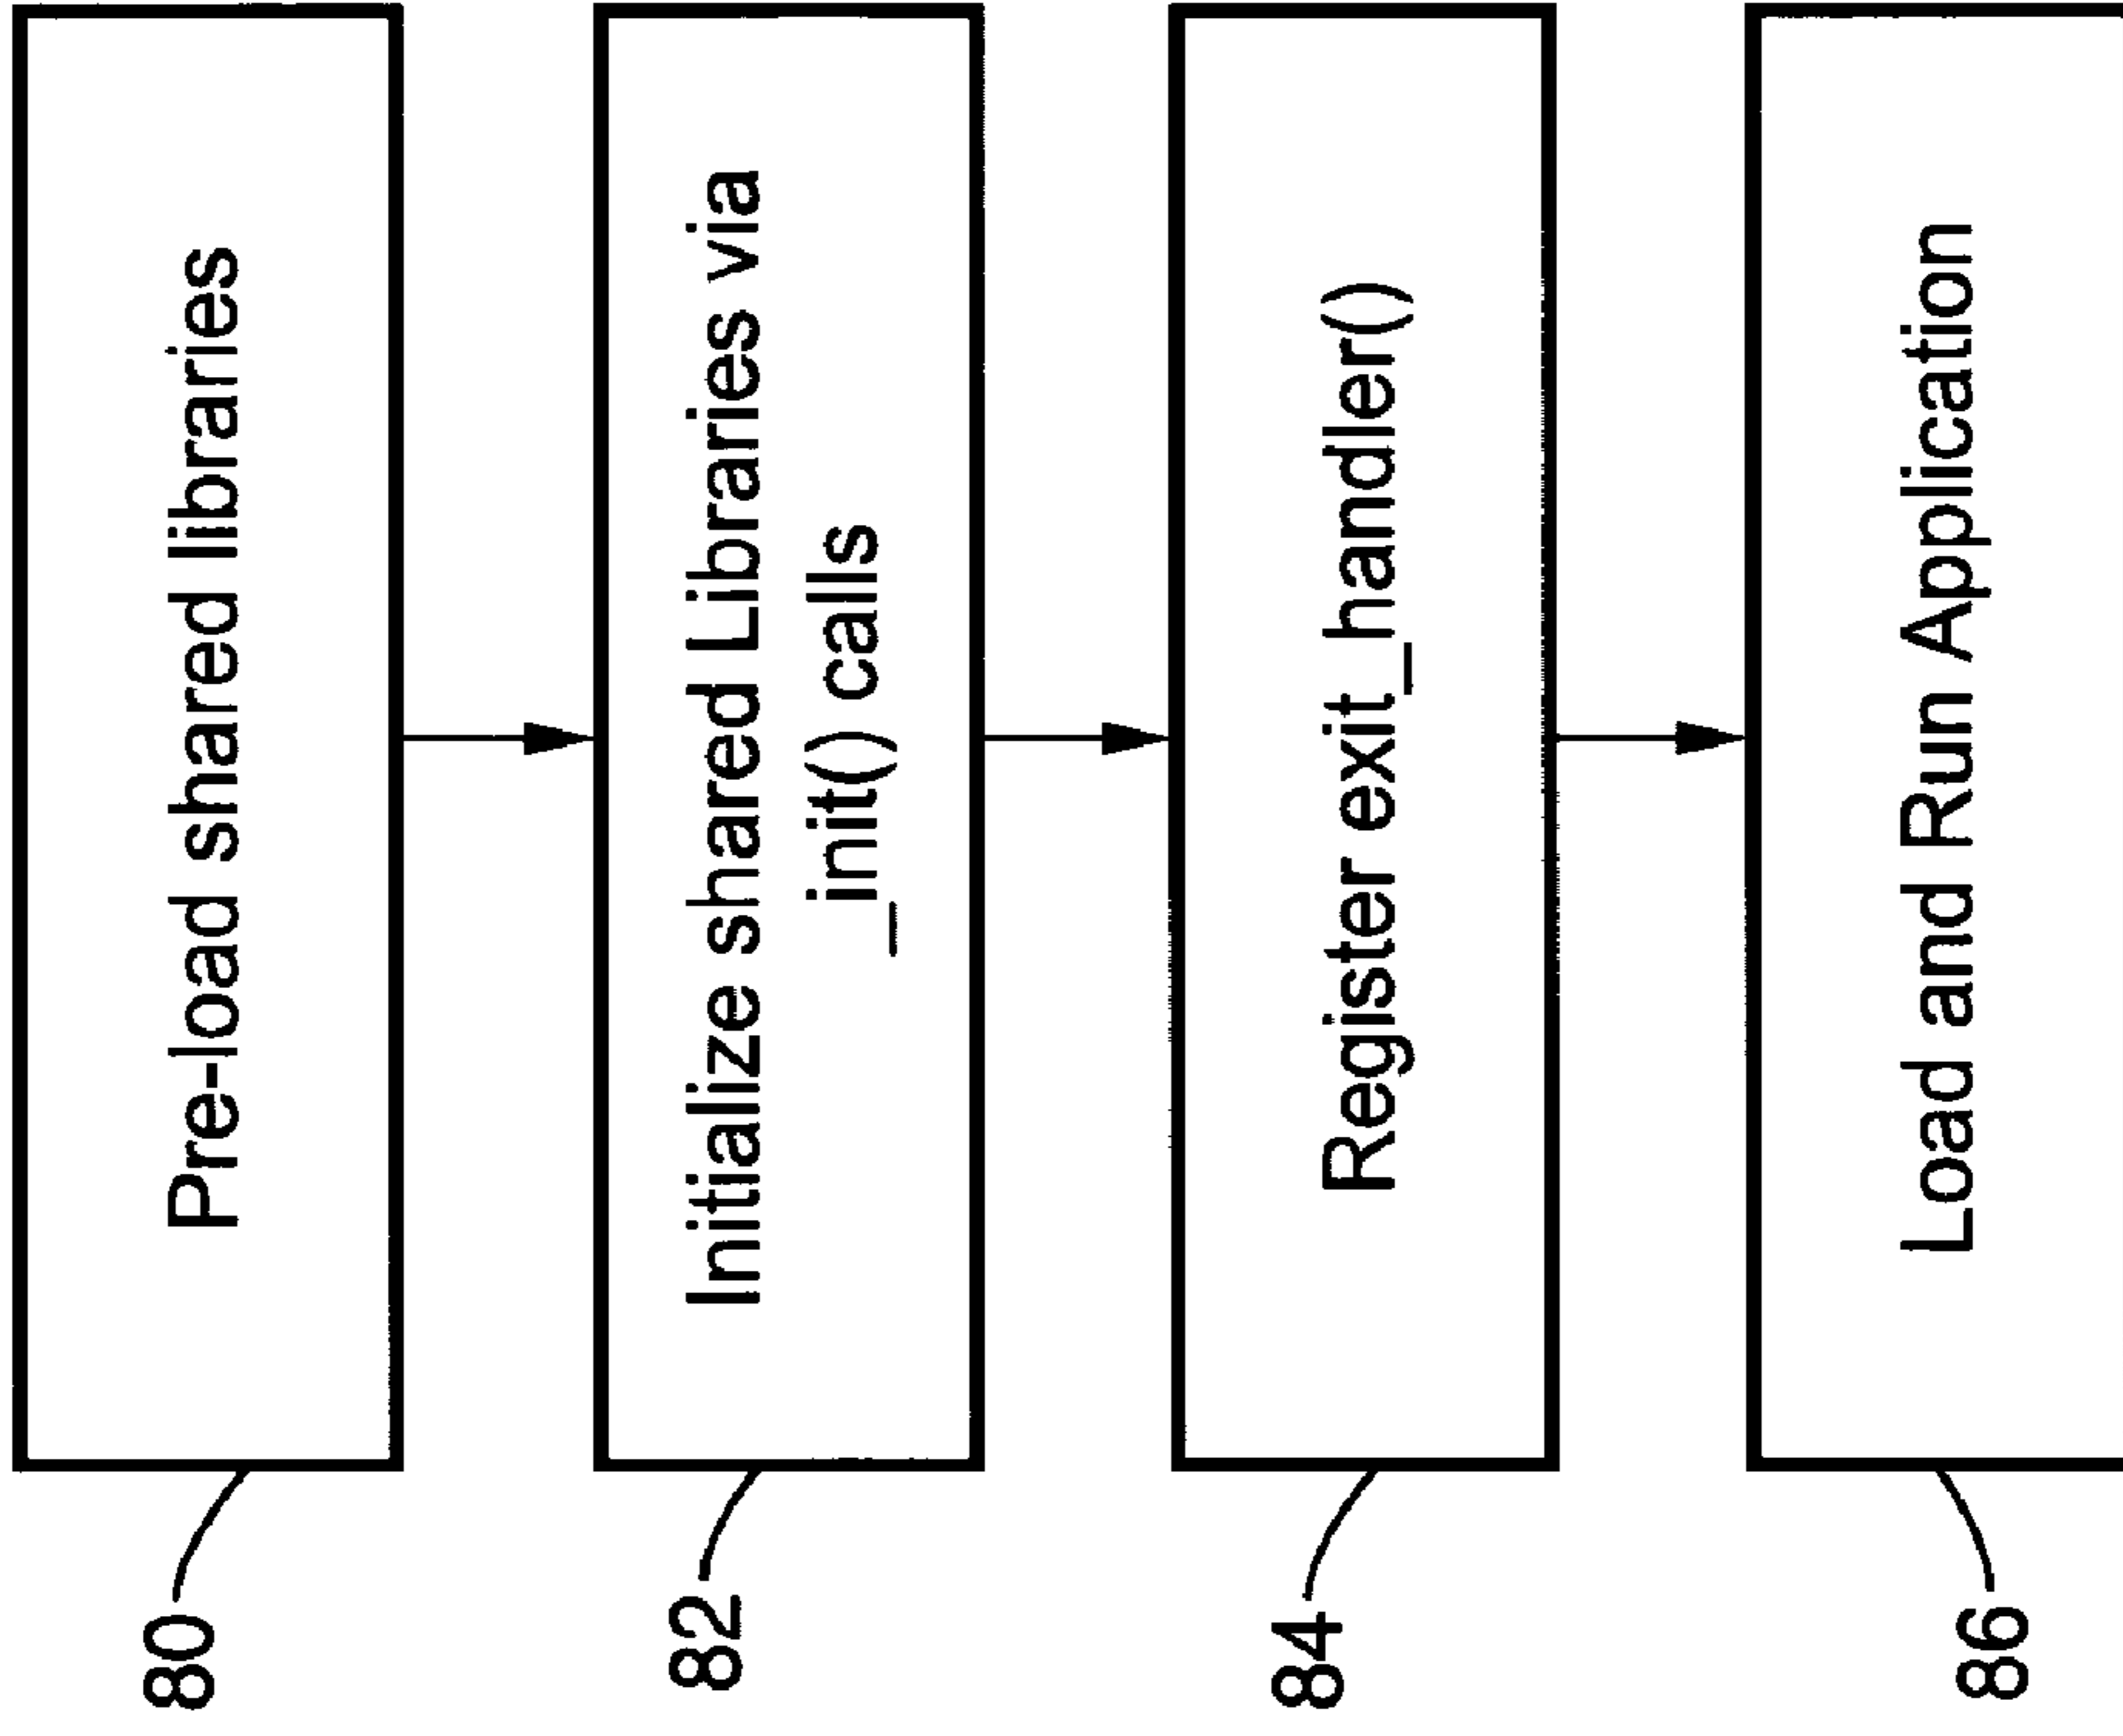 80
Pre-load shared libraries
82
Initialize shared Libraries via
_init() calls
84
Register exit_handler()
86
Load and Run Application